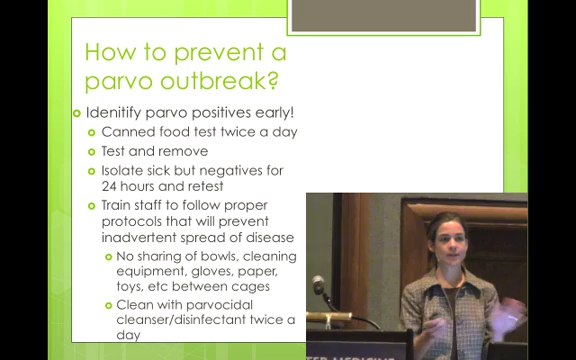 How to prevent a
parvo outbreak?
Idenitify parvo positives early!
Canned food test twice a day
Test and remove
Isolate sick but negatives for
24 hours and retest
Train staff to follow proper
protocols that will prevent
inadvertent spread of disease
No sharing of bowls, cleaning
equipment, gloves, paper,
toys, etc between cages
Clean with parvocidal
cleanser/disinfectant twice a
day
TER MEDICINE